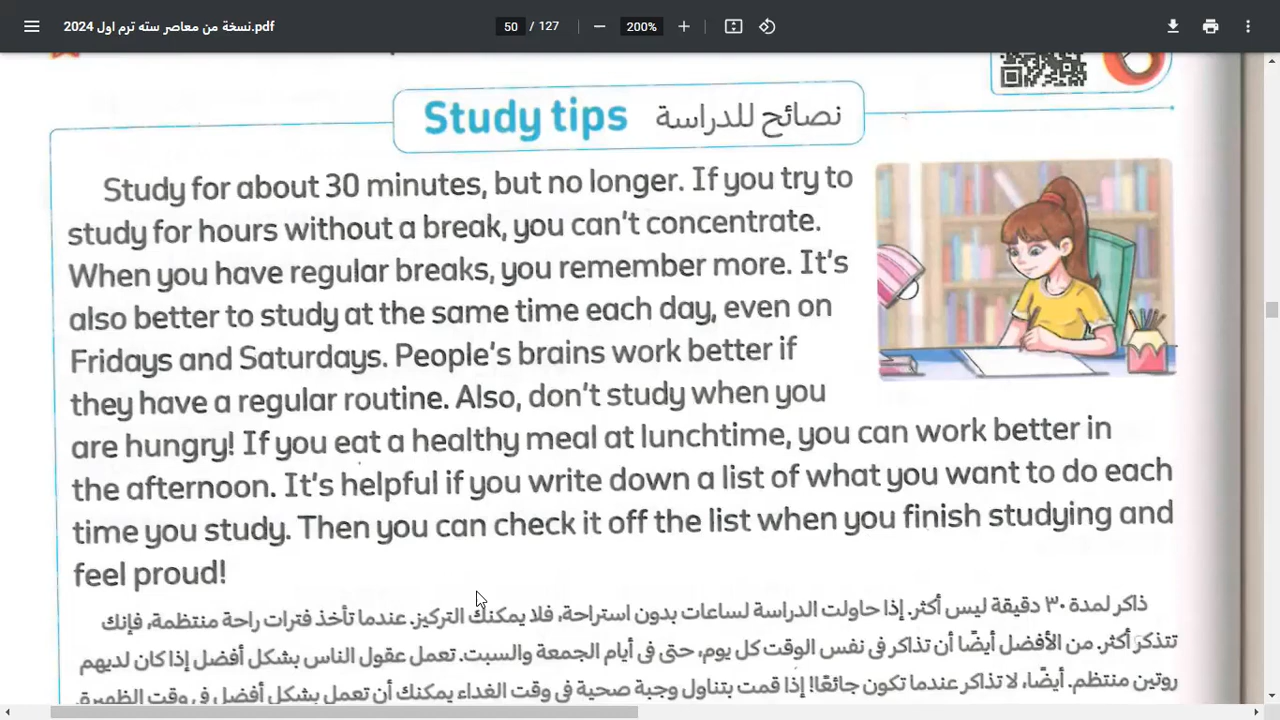 نسخة من معاصر سته ترم اول 2024.pdf
50 / 127
200%
Study tips نصائح للدراسة
Study for about 30 minutes, but no longer. If you try to
study for hours without a break, you can't concentrate.
When you have regular breaks, you remember more. It's
also better to study at the same time each day, even on
Fridays and Saturdays. People's brains work better if
they have a regular routine. Also, don't study when you
are hungry! If you eat a healthy meal at lunchtime, you can work better in
the afternoon. It's helpful if you write down a list of what you want to do each
time you study. Then you can check it off the list when you finish studying and
feel proud!
ذاكر لمدة ٣٠ دقيقة ليس أكثر. إذا حاولت الدراسة لساعات بدون استراحة، فلا يمكنك التركيز. عندما تأخذ فترات راحة منتظمة، فإنك
تتذكر أكثر. من الأفضل أيضًا أن تذاكر فى نفس الوقت كل يوم، حتى فى أيام الجمعة والسبت. تعمل عقول الناس بشكل أفضل إذا كان لديهم
روتين منتظم. أيضًا، لا تذاكر عندما تكون جائعًا! إذا قمت بتناول وجبة صحية فى وقت الغداء يمكنك أن تعمل بشكل أفضل فى وقت الظهيرة.